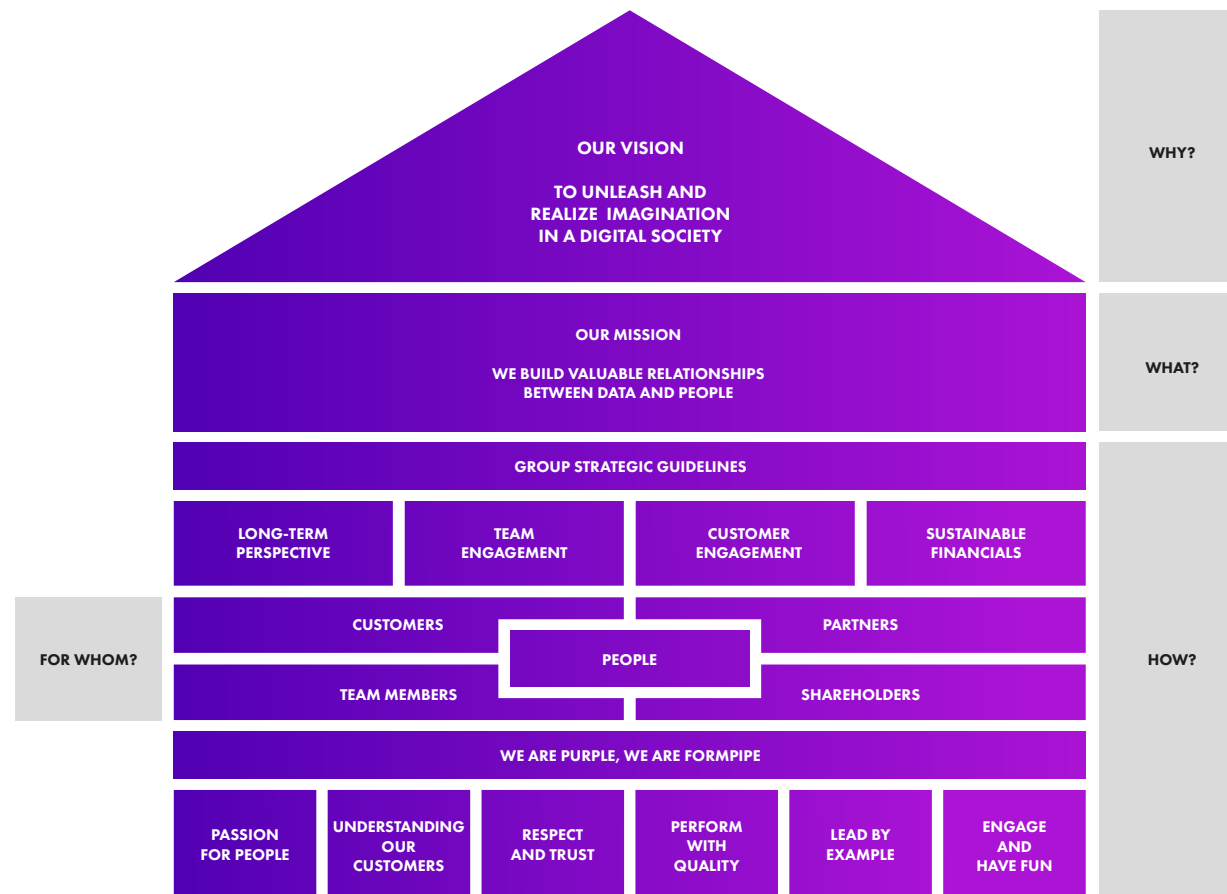 OUR VISION
TO UNLEASH AND
REALIZE IMAGINATION
IN A DIGITAL SOCIETY
WHY?
OUR MISSION
WE BUILD VALUABLE RELATIONSHIPS
BETWEEN DATA AND PEOPLE
WHAT?
GROUP STRATEGIC GUIDELINES
LONG-TERM
PERSPECTIVE
TEAM
ENGAGEMENT
CUSTOMER
ENGAGEMENT
SUSTAINABLE
FINANCIALS
FOR WHOM?
CUSTOMERS
PARTNERS
PEOPLE
TEAM MEMBERS
SHAREHOLDERS
HOW?
WE ARE PURPLE, WE ARE FORMPIPE
PASSION
FOR PEOPLE
UNDERSTANDING
OUR
CUSTOMERS
RESPECT
AND TRUST
PERFORM
WITH
QUALITY
LEAD BY
EXAMPLE
ENGAGE
AND
HAVE FUN